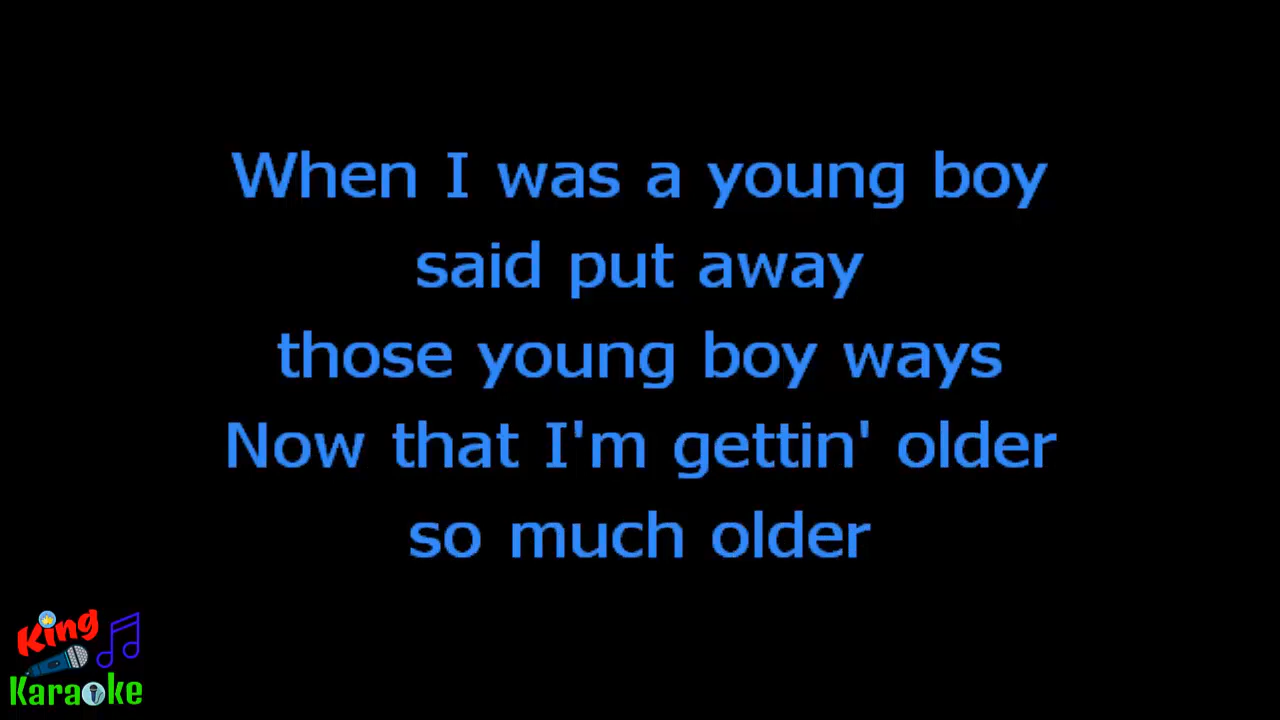 When I was a young boy
said put away
those young boy ways
Now that I'm gettin' older
so much older
King
Karaoke